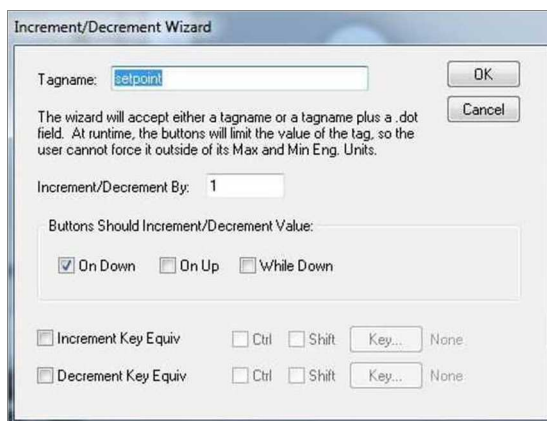 Increment/Decrement Wizard
Tagname: setpoint
OK
Cancel
The wizard will accept either a tagname or a tagname plus a .dot
field. At runtime, the buttons will limit the value of the tag, so the
user cannot force it outside of its Max and Min Eng. Units.
Increment/Decrement By: 1
Buttons Should Increment/Decrement Value:
On Down On Up While Down
Increment Key Equiv Ctrl Shift Key... None
Decrement Key Equiv Ctrl Shift Key... None